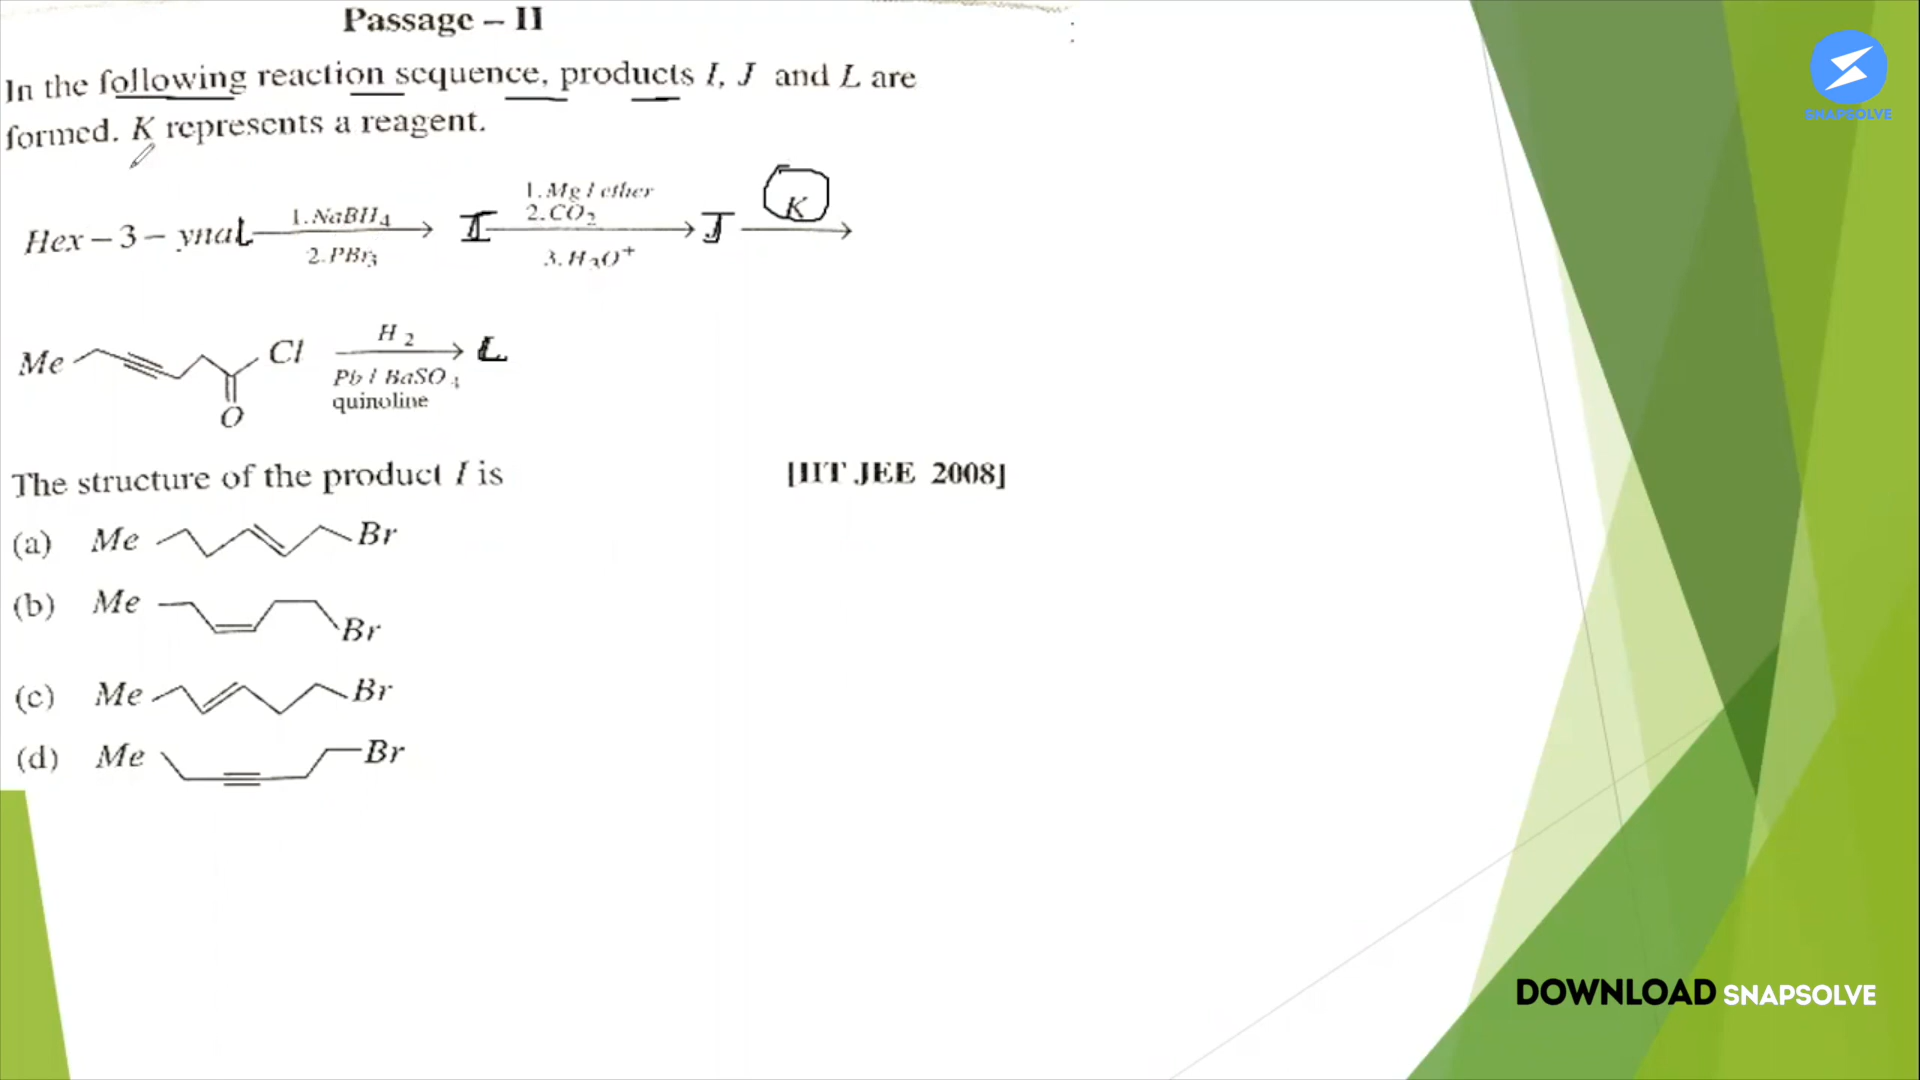 Passage – II
In the following reaction sequence, products I, J and L are
formed. K represents a reagent.
Hex – 3 – ynal 1. NaBH4 2. PBr3 I 1. Mg / ether 2. CO2 3. H3O+ J K
Me Cl O H2 Pb / BaSO4 quinoline L
The structure of the product I is [IIT JEE 2008]
(a) Me Br
(b) Me Br
(c) Me Br
(d) Me Br
SNAPSOLVE
DOWNLOAD SNAPSOLVE